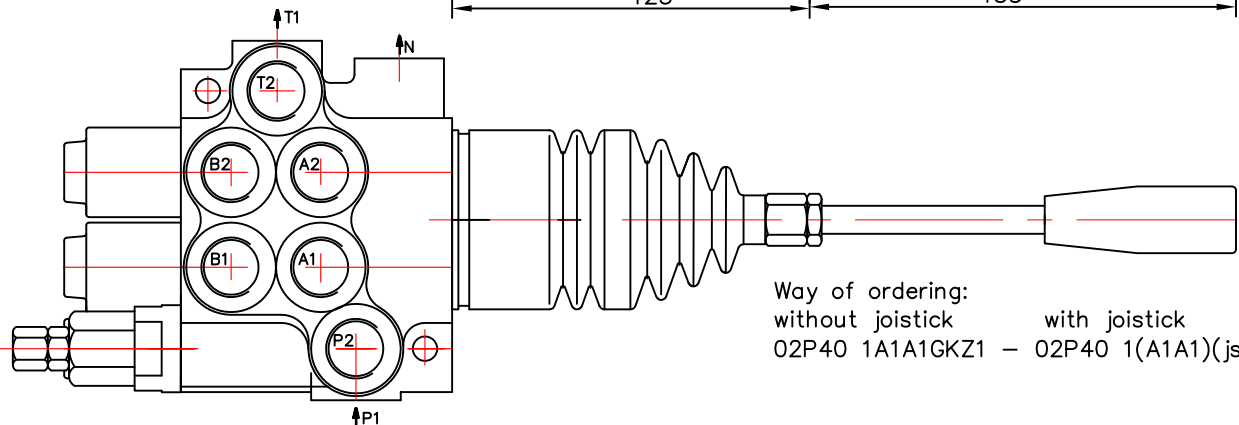 T1
N
T2
B2 A2
B1 A1
Way of ordering:
without joistick with joistick
P2
02P40 1A1A1GKZ1 – 02P40 1(A1A1)(js
P1